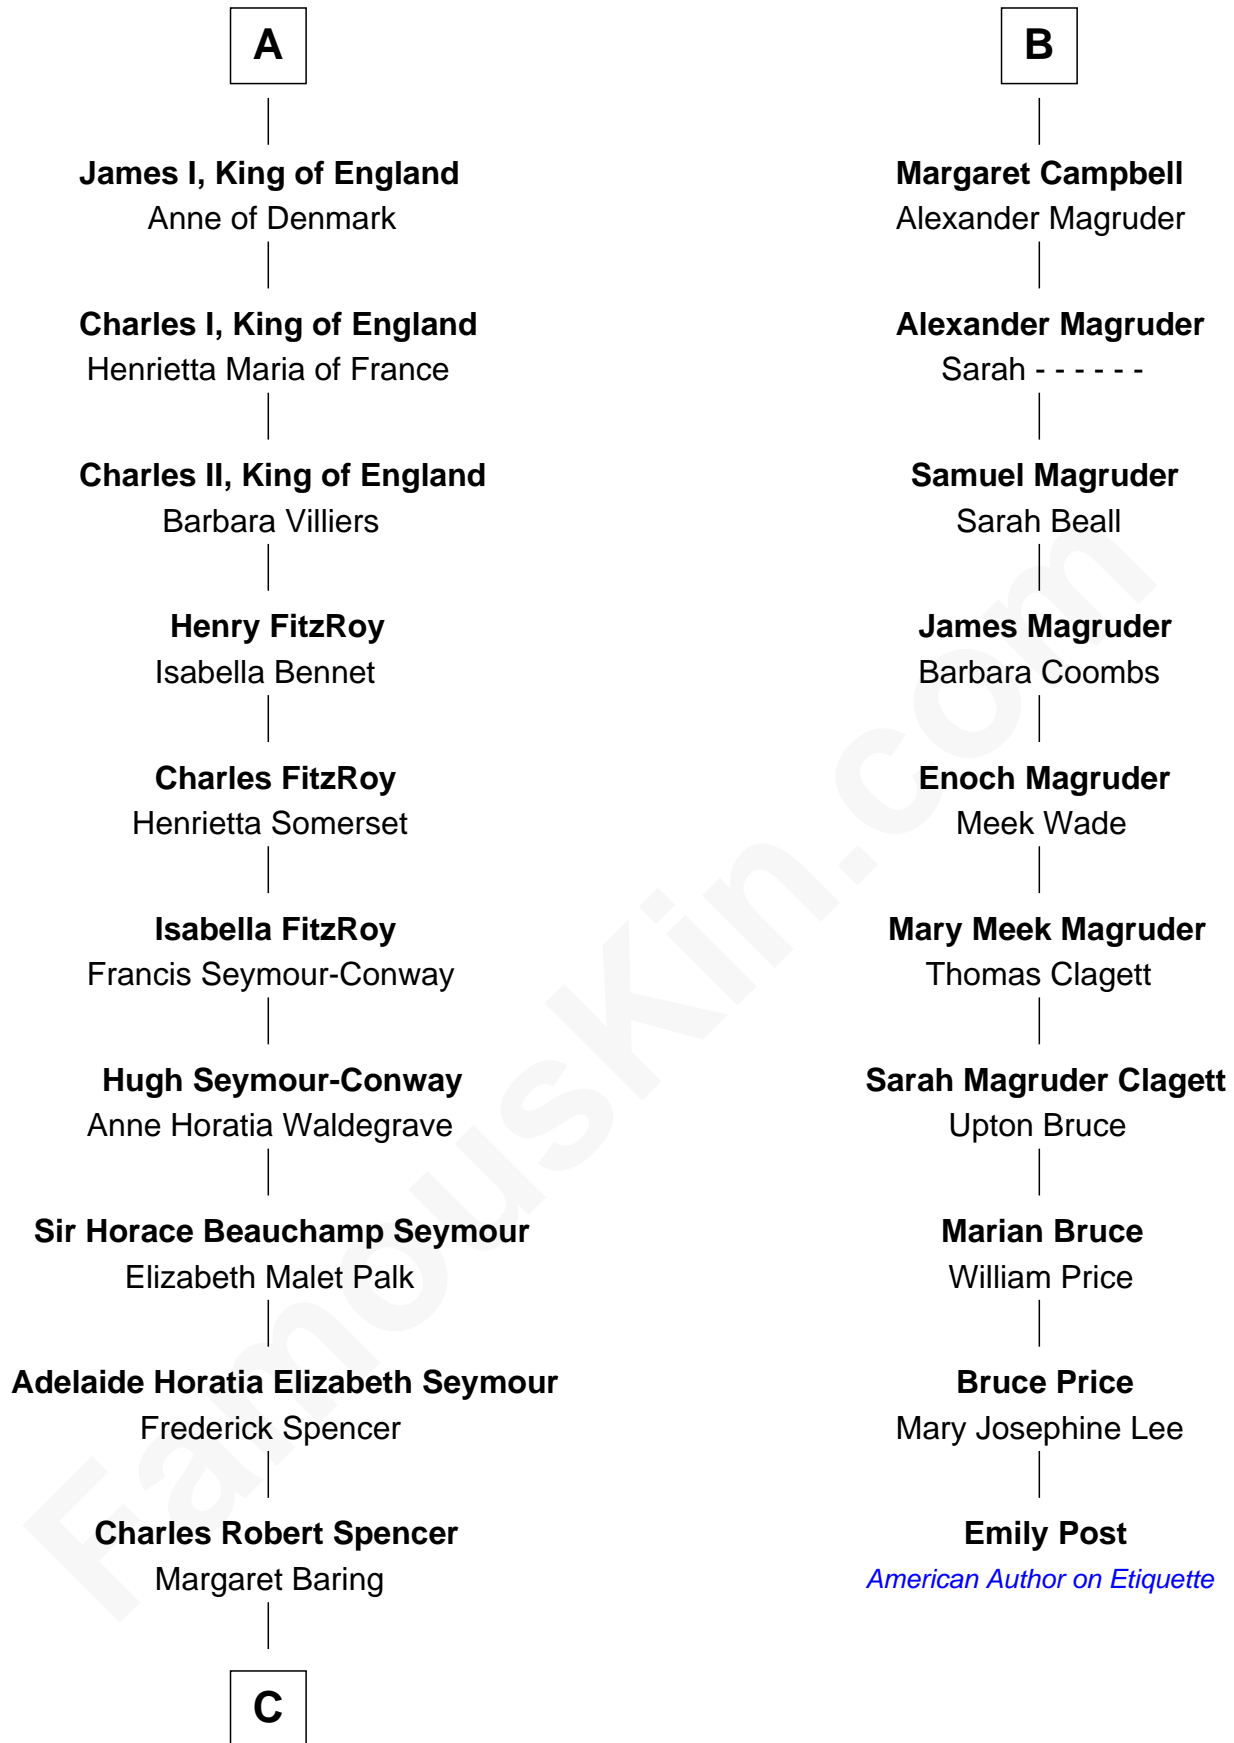 A
James I, King of England
Anne of Denmark
Charles I, King of England
Henrietta Maria of France
Charles II, King of England
Barbara Villiers
Henry FitzRoy
Isabella Bennet
Charles FitzRoy
Henrietta Somerset
Isabella FitzRoy
Francis Seymour-Conway
Hugh Seymour-Conway
Anne Horatia Waldegrave
Sir Horace Beauchamp Seymour
Elizabeth Malet Palk
Adelaide Horatia Elizabeth Seymour
Frederick Spencer
Charles Robert Spencer
Margaret Baring
C
B
Margaret Campbell
Alexander Magruder
Alexander Magruder
Sarah - - - - - -
Samuel Magruder
Sarah Beall
James Magruder
Barbara Coombs
Enoch Magruder
Meek Wade
Mary Meek Magruder
Thomas Clagett
Sarah Magruder Clagett
Upton Bruce
Marian Bruce
William Price
Bruce Price
Mary Josephine Lee
Emily Post
American Author on Etiquette
FamousKin.com